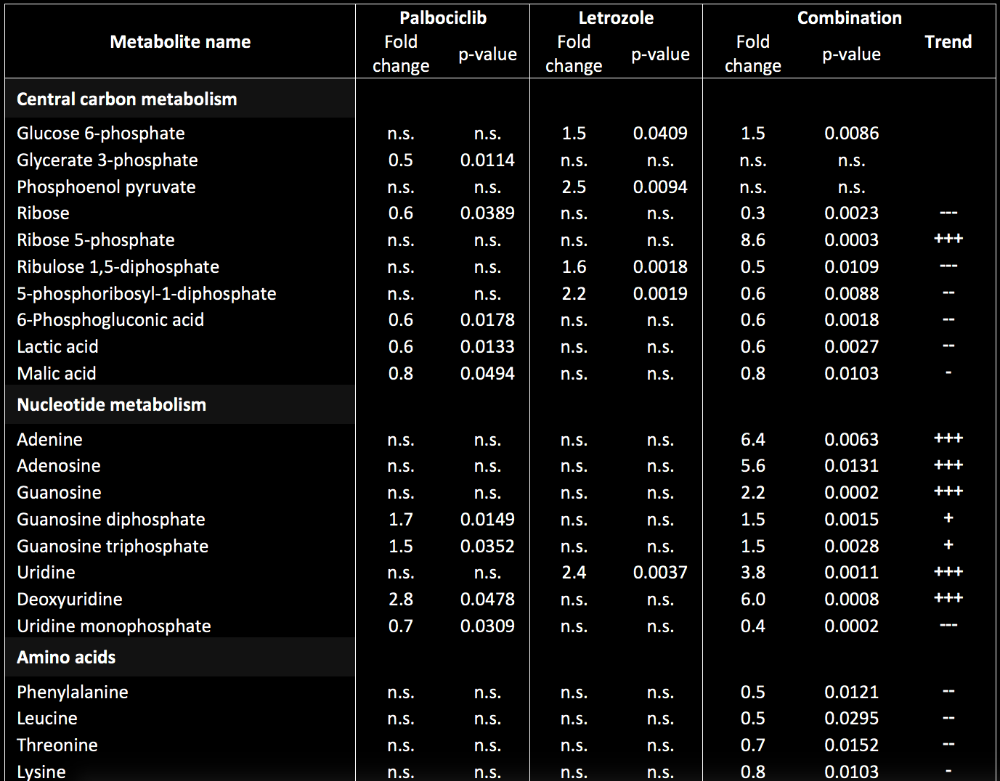 Metabolite name Palbociclib Letrozole Combination Trend
Fold change p-value Fold change p-value Fold change p-value
Central carbon metabolism
Glucose 6-phosphate n.s. n.s. 1.5 0.0409 1.5 0.0086
Glycerate 3-phosphate 0.5 0.0114 n.s. n.s. n.s. n.s.
Phosphoenol pyruvate n.s. n.s. 2.5 0.0094 n.s. n.s.
Ribose 0.6 0.0389 n.s. n.s. 0.3 0.0023 ---
Ribose 5-phosphate n.s. n.s. n.s. n.s. 8.6 0.0003 +++
Ribulose 1,5-diphosphate n.s. n.s. 1.6 0.0018 0.5 0.0109 ---
5-phosphoribosyl-1-diphosphate n.s. n.s. 2.2 0.0019 0.6 0.0088 --
6-Phosphogluconic acid 0.6 0.0178 n.s. n.s. 0.6 0.0018 --
Lactic acid 0.6 0.0133 n.s. n.s. 0.6 0.0027 --
Malic acid 0.8 0.0494 n.s. n.s. 0.8 0.0103 -
Nucleotide metabolism
Adenine n.s. n.s. n.s. n.s. 6.4 0.0063 +++
Adenosine n.s. n.s. n.s. n.s. 5.6 0.0131 +++
Guanosine n.s. n.s. n.s. n.s. 2.2 0.0002 +++
Guanosine diphosphate 1.7 0.0149 n.s. n.s. 1.5 0.0015 +
Guanosine triphosphate 1.5 0.0352 n.s. n.s. 1.5 0.0028 +
Uridine n.s. n.s. 2.4 0.0037 3.8 0.0011 +++
Deoxyuridine 2.8 0.0478 n.s. n.s. 6.0 0.0008 +++
Uridine monophosphate 0.7 0.0309 n.s. n.s. 0.4 0.0002 ---
Amino acids
Phenylalanine n.s. n.s. n.s. n.s. 0.5 0.0121 --
Leucine n.s. n.s. n.s. n.s. 0.5 0.0295 --
Threonine n.s. n.s. n.s. n.s. 0.7 0.0152 --
Lysine n.s. n.s. n.s. n.s. 0.8 0.0103 -